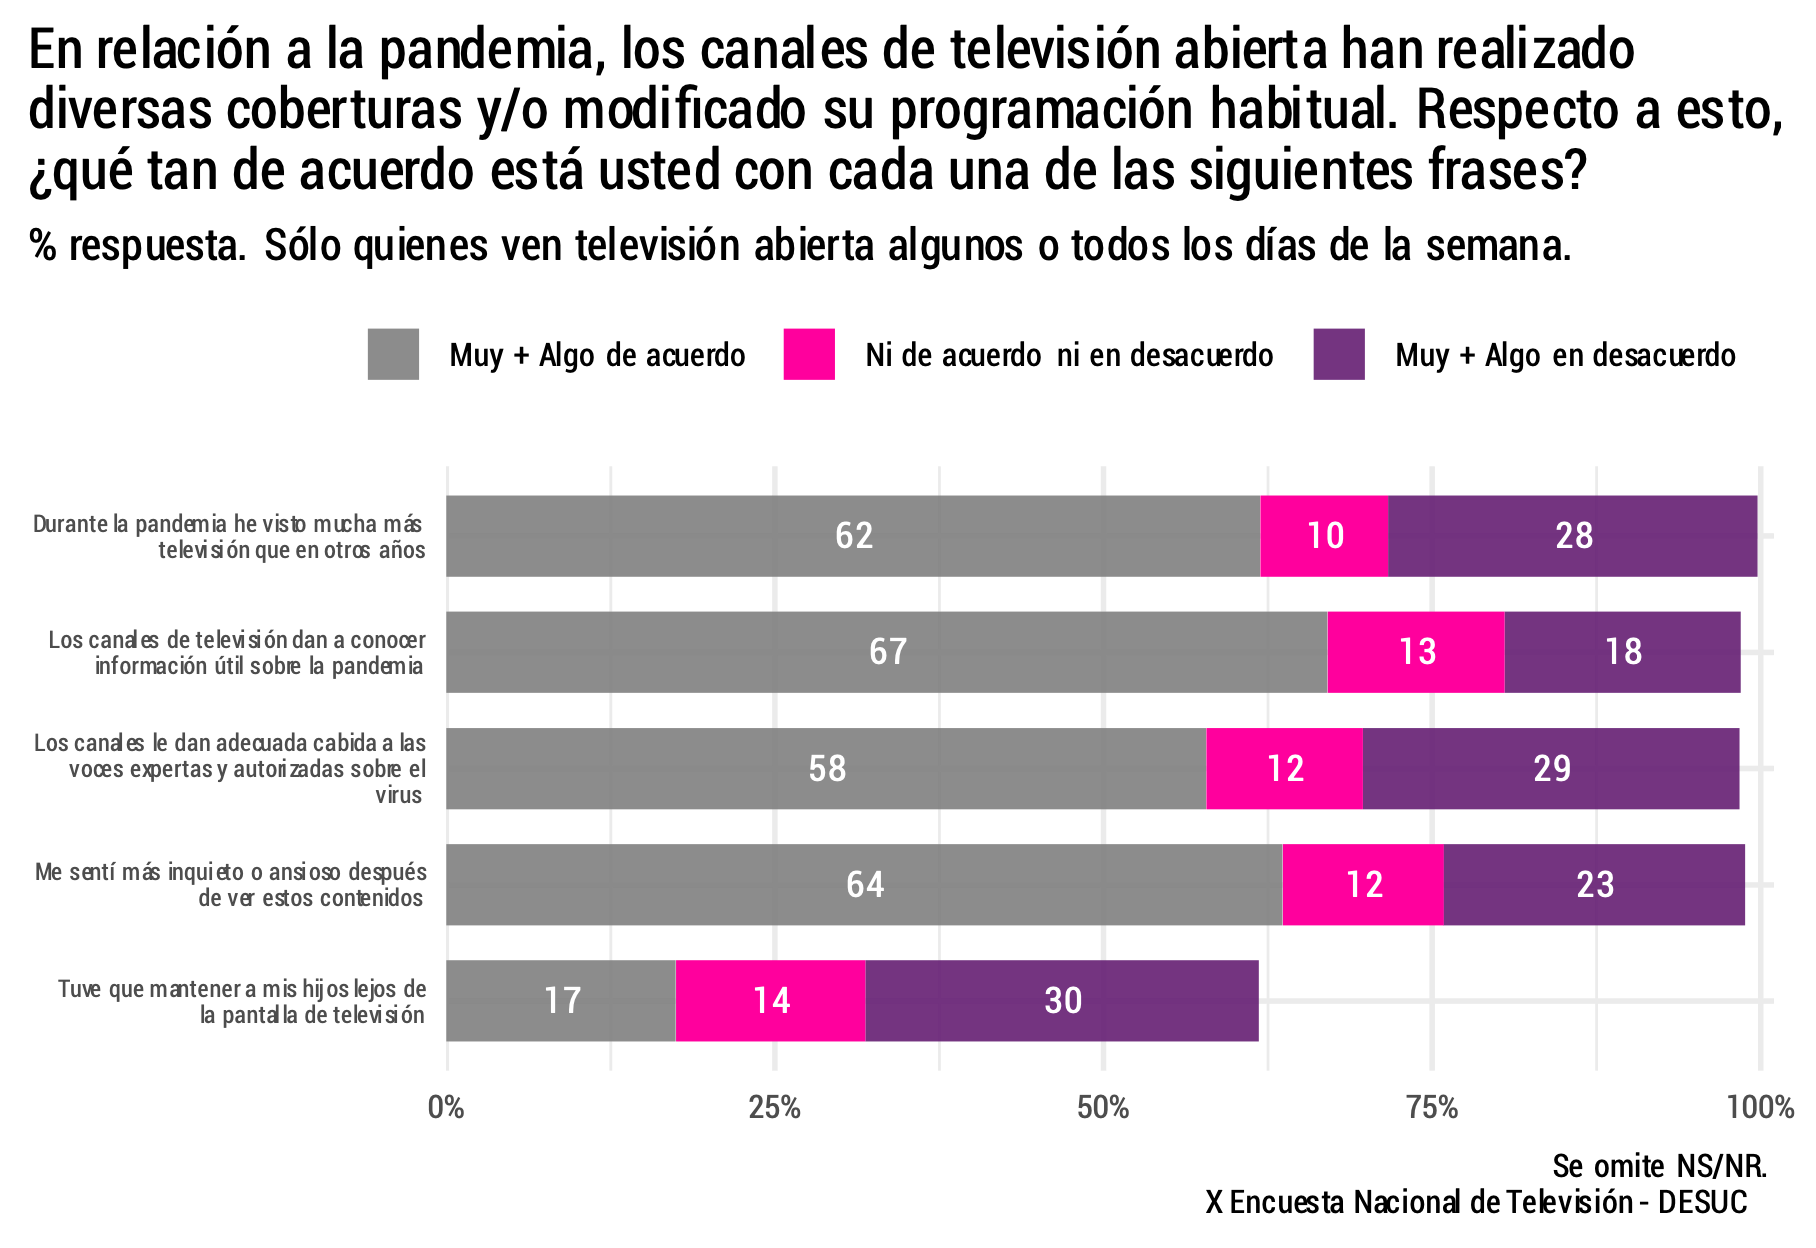 En relación a la pandemia, los canales de televisión abierta han realizado
diversas coberturas y/o modificado su programación habitual. Respecto a esto,
¿qué tan de acuerdo está usted con cada una de las siguientes frases?
% respuesta. Sólo quienes ven televisión abierta algunos o todos los días de la semana.
Muy + Algo de acuerdo Ni de acuerdo ni en desacuerdo Muy + Algo en desacuerdo
Durante la pandemia he visto mucha más
televisión que en otros años
62 10 28
Los canales de televisión dan a conocer
información útil sobre la pandemia
67 13 18
Los canales le dan adecuada cabida a las
voces expertas y autorizadas sobre el
virus
58 12 29
Me sentí más inquieto o ansioso después
de ver estos contenidos
64 12 23
Tuve que mantener a mis hijos lejos de
la pantalla de televisión
17 14 30
0% 25% 50% 75% 100%
Se omite NS/NR.
X Encuesta Nacional de Televisión - DESUC